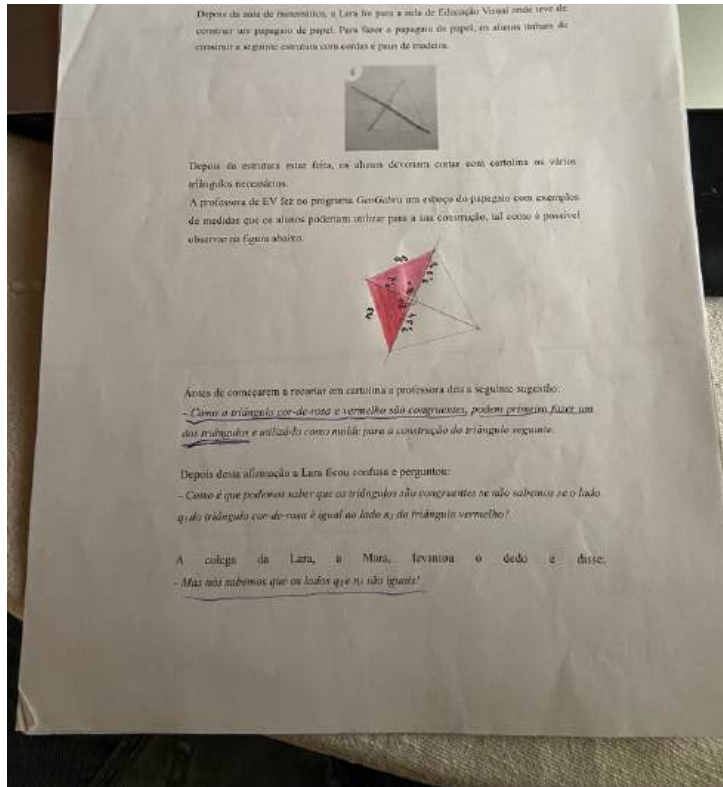 Depois da aula de matemática, a Lara foi para a aula de Educação Visual onde teve de
construir um papagaio de papel. Para fazer o papagaio de papel, os alunos tinham de
construir a seguinte estrutura com cordas e paus de madeira.
Depois da estrutura estar feita, os alunos deveriam cortar com cartolina os vários
triângulos necessários.
A professora de EV fez no programa GeoGebra um esboço do papagaio com exemplos
de medidas que os alunos poderiam utilizar para a sua construção, tal como é possível
observar na figura abaixo.
Antes de começarem a recortar em cartolina a professora deu a seguinte sugestão:
- Como o triângulo cor-de-rosa e vermelho são congruentes, podem primeiro fazer um
dos triângulos e utilizá-lo como molde para a construção do triângulo seguinte.
Depois desta afirmação a Lara ficou confusa e perguntou:
- Como é que podemos saber que os triângulos são congruentes se não sabemos se o lado
q₃ do triângulo cor-de-rosa é igual ao lado n₃ do triângulo vermelho?
A colega da Lara, a Mara, levantou o dedo e disse:
- Mas nós sabemos que os lados q₃ e n₃ são iguais!